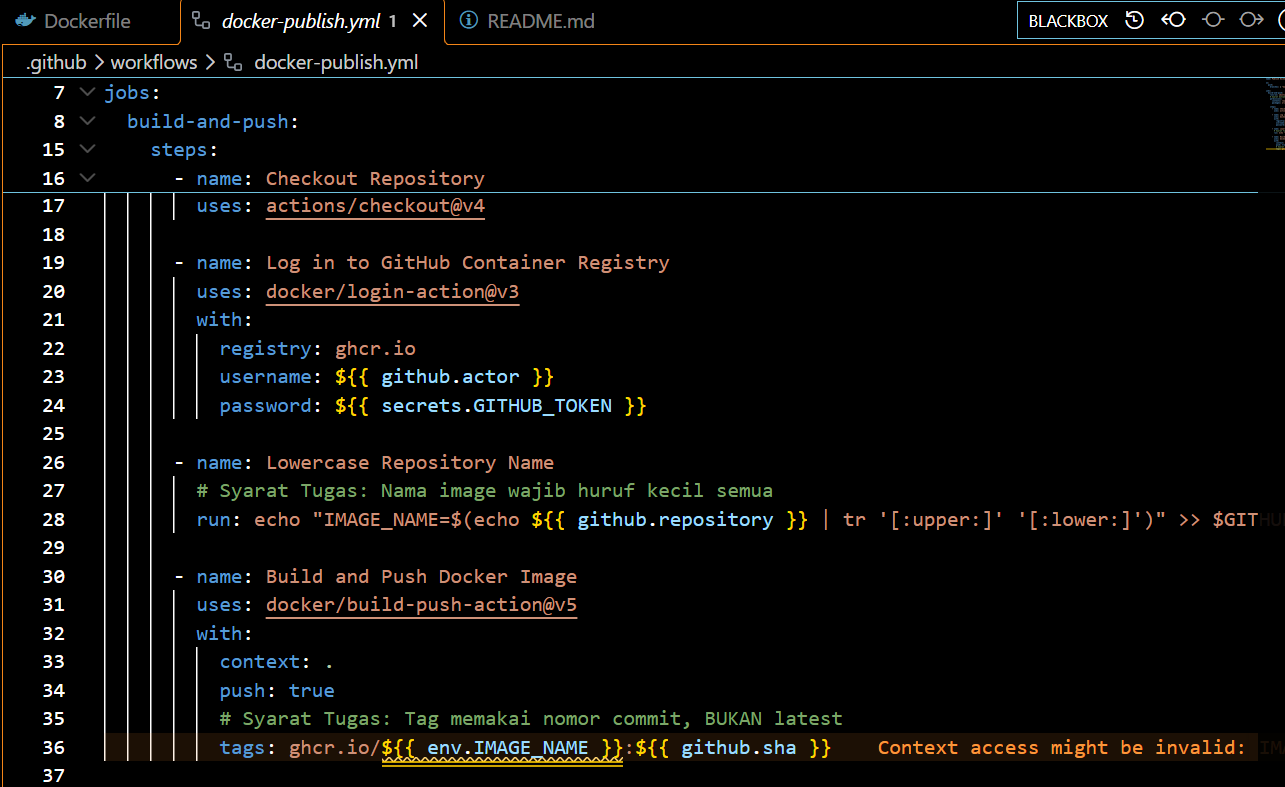 Dockerfile docker-publish.yml 1 README.md BLACKBOX
.github workflows docker-publish.yml
7 jobs:
8 build-and-push:
15 steps:
16 - name: Checkout Repository
17 uses: actions/checkout@v4
18
19 - name: Log in to GitHub Container Registry
20 uses: docker/login-action@v3
21 with:
22 registry: ghcr.io
23 username: ${{ github.actor }}
24 password: ${{ secrets.GITHUB_TOKEN }}
25
26 - name: Lowercase Repository Name
27 # Syarat Tugas: Nama image wajib huruf kecil semua
28 run: echo "IMAGE_NAME=$(echo ${{ github.repository }} | tr '[:upper:]' '[:lower:]')" >> $GITHU
29
30 - name: Build and Push Docker Image
31 uses: docker/build-push-action@v5
32 with:
33 context: .
34 push: true
35 # Syarat Tugas: Tag memakai nomor commit, BUKAN latest
36 tags: ghcr.io/${{ env.IMAGE_NAME }}:${{ github.sha }} Context access might be invalid: IMA
37